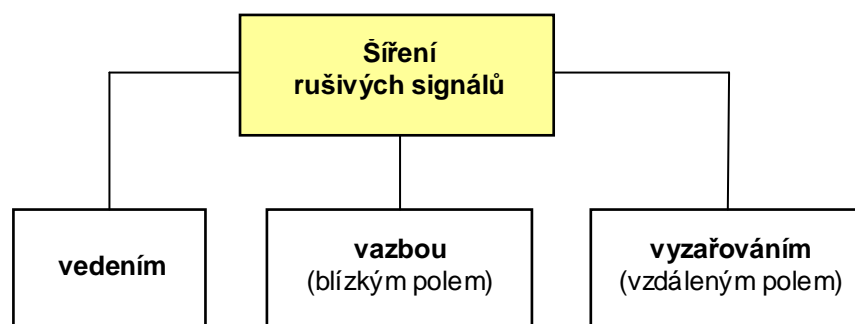 Šíření
rušivých signálů
vedením
vazbou
(blízkým polem)
vyzařováním
(vzdáleným polem)